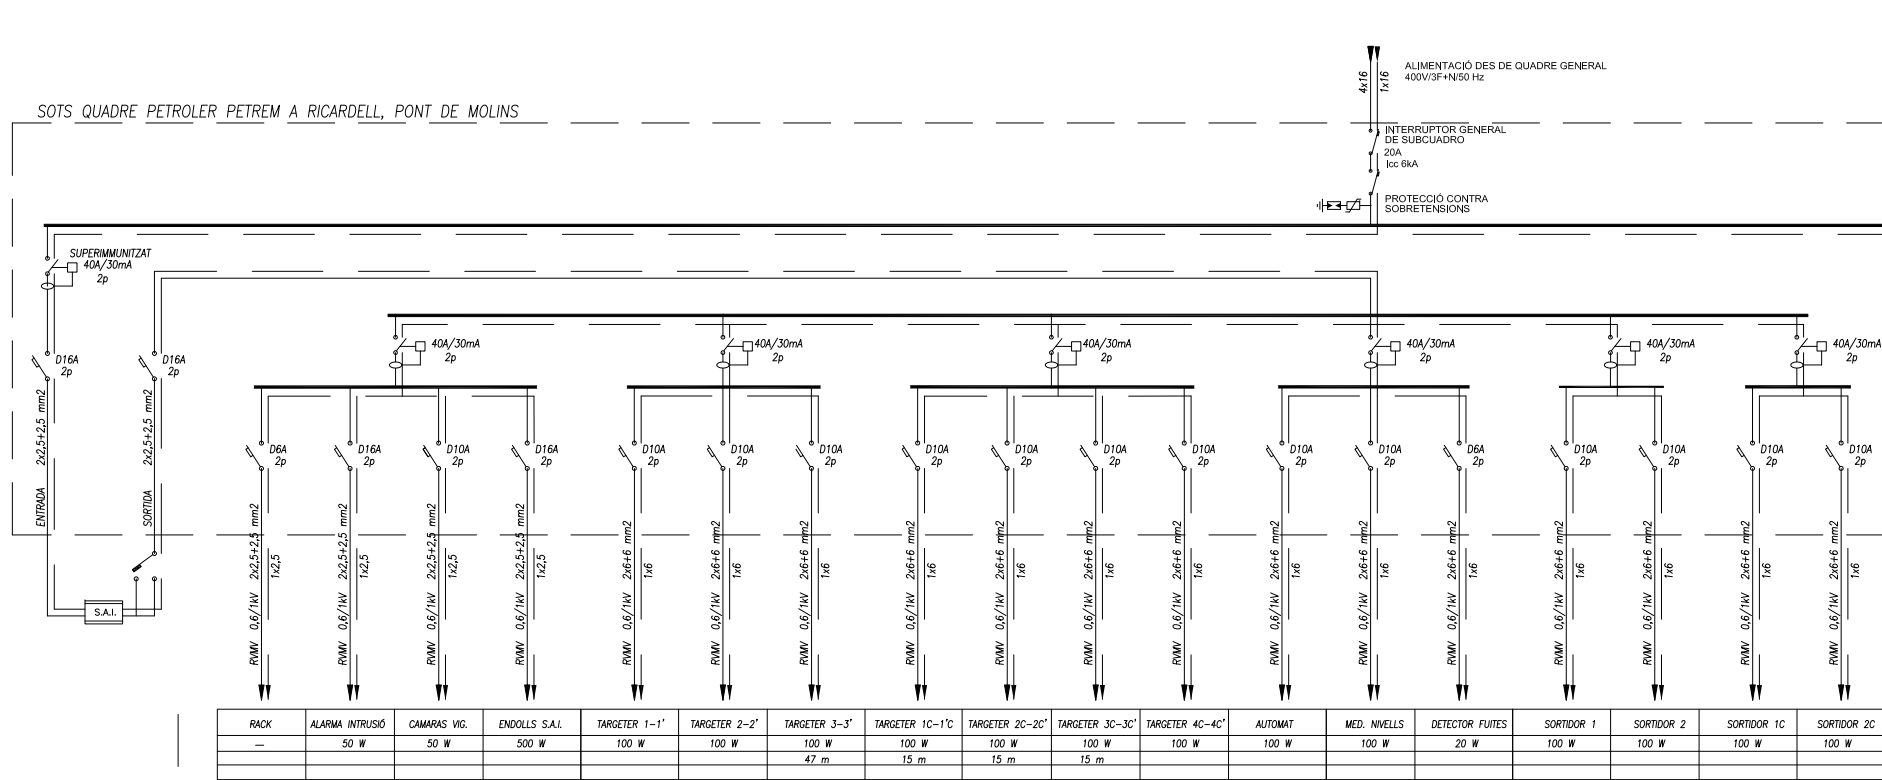 ALIMENTACIÓ DES DE QUADRE GENERAL
400V/3F+N/50 Hz
4x16
1x16
SOTS QUADRE PETROLER PETREM A RICARDELL, PONT DE MOLINS
INTERRUPTOR GENERAL
DE SUBCUADRO
20A
Icc 6kA
PROTECCIÓ CONTRA
SOBRETENSIONS
SUPERIMMUNITZAT
40A/30mA
2p
40A/30mA
2p
40A/30mA
2p
40A/30mA
2p
40A/30mA
2p
40A/30mA
2p
40A/30mA
2p
D16A
2p
D16A
2p
2x2,5+2,5 mm2
2x2,5+2,5 mm2
ENTRADA
SORTIDA
S.A.I.
D6A
2p
D16A
2p
D10A
2p
D16A
2p
D10A
2p
D10A
2p
D10A
2p
D10A
2p
D10A
2p
D10A
2p
D10A
2p
D10A
2p
D10A
2p
D6A
2p
D10A
2p
D10A
2p
D10A
2p
D10A
2p
RVMV 0,6/1kV 2x2,5+2,5 mm2
1x2,5
RVMV 0,6/1kV 2x2,5+2,5 mm2
1x2,5
RVMV 0,6/1kV 2x2,5+2,5 mm2
1x2,5
RVMV 0,6/1kV 2x2,5+2,5 mm2
1x2,5
RVMV 0,6/1kV 2x6+6 mm2
1x6
RVMV 0,6/1kV 2x6+6 mm2
1x6
RVMV 0,6/1kV 2x6+6 mm2
1x6
RVMV 0,6/1kV 2x6+6 mm2
1x6
RVMV 0,6/1kV 2x6+6 mm2
1x6
RVMV 0,6/1kV 2x6+6 mm2
1x6
RVMV 0,6/1kV 2x6+6 mm2
1x6
RVMV 0,6/1kV 2x6+6 mm2
1x6
RVMV 0,6/1kV 2x6+6 mm2
1x6
RVMV 0,6/1kV 2x6+6 mm2
1x6
RVMV 0,6/1kV 2x6+6 mm2
1x6
RVMV 0,6/1kV 2x6+6 mm2
1x6
RVMV 0,6/1kV 2x6+6 mm2
1x6
RVMV 0,6/1kV 2x6+6 mm2
1x6
RACK ALARMA INTRUSIÓ CAMARAS VIG. ENDOLLS S.A.I. TARGETER 1-1' TARGETER 2-2' TARGETER 3-3' TARGETER 1C-1'C TARGETER 2C-2C' TARGETER 3C-3C' TARGETER 4C-4C' AUTOMAT MED. NIVELLS DETECTOR FUITES SORTIDOR 1 SORTIDOR 2 SORTIDOR 1C SORTIDOR 2C
— 50 W 50 W 500 W 100 W 100 W 100 W 100 W 100 W 100 W 100 W 100 W 100 W 20 W 100 W 100 W 100 W 100 W
47 m 15 m 15 m 15 m